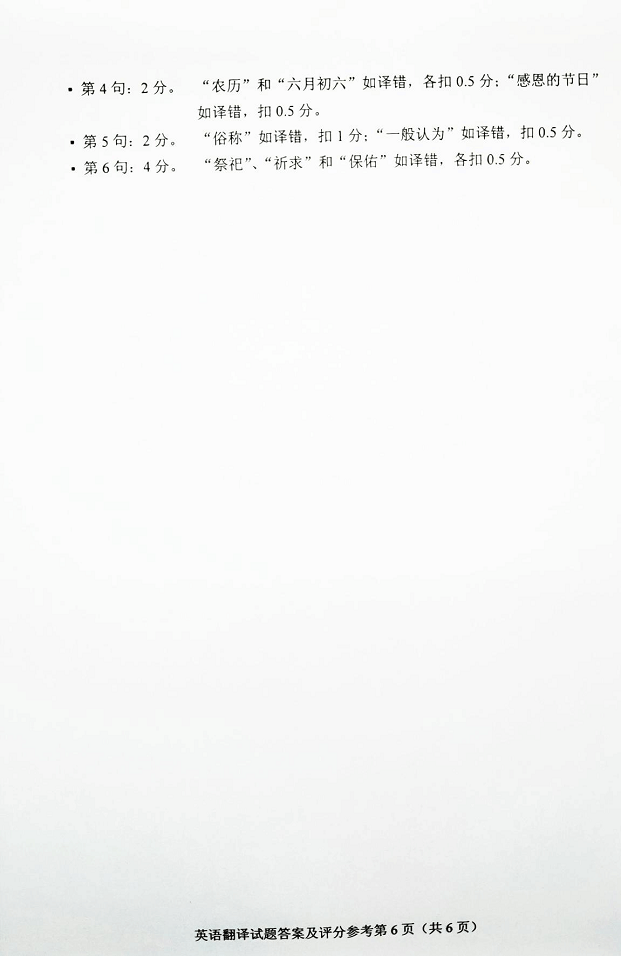 ▪ 第 4 句：2 分。 “农历”和“六月初六”如译错，各扣 0.5 分；“感恩的节日”
如译错，扣 0.5 分。
▪ 第 5 句：2 分。 “俗称”如译错，扣 1 分；“一般认为”如译错，扣 0.5 分。
▪ 第 6 句：4 分。 “祭祀”、“祈求”和“保佑”如译错，各扣 0.5 分。
英语翻译试题答案及评分参考第 6 页（共 6 页）